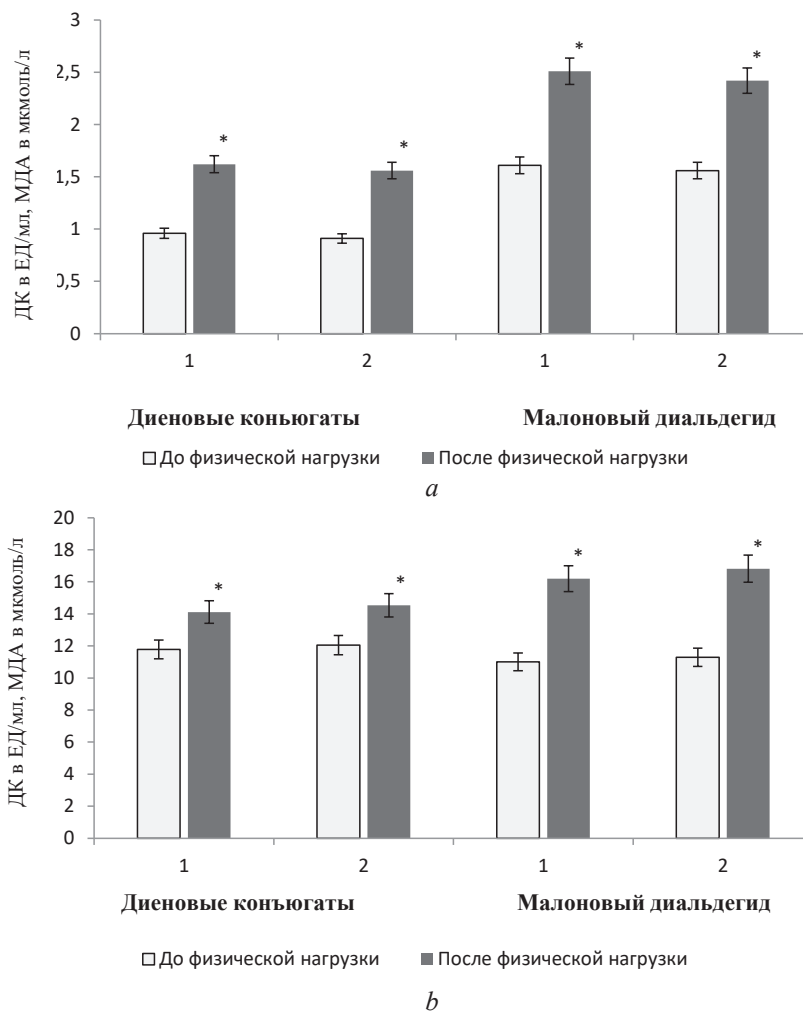 ДК в ЕД/мл, МДА в мкмоль/л
3
2,5
2
1,5
1
0,5
0
*
*
*
*
1
2
1
2
Диеновые коньюгаты
Малоновый диальдегид
До физической нагрузки
После физической нагрузки
a
ДК в ЕД/мл, МДА в мкмоль/л
20
18
16
14
12
10
8
6
4
2
0
*
*
*
*
1
2
1
2
Диеновые конъюгаты
Малоновый диальдегид
До физической нагрузки
После физической нагрузки
b